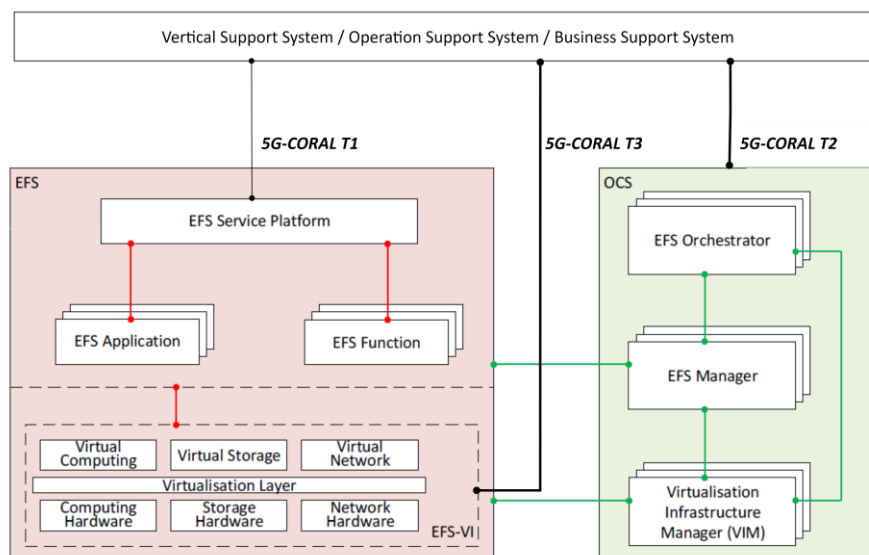 Vertical Support System / Operation Support System / Business Support System
5G-CORAL T1
5G-CORAL T3
5G-CORAL T2
EFS
EFS Service Platform
EFS Application
EFS Function
Virtual
Computing
Virtual Storage
Virtual
Network
Virtualisation Layer
Computing
Hardware
Storage
Hardware
Network
Hardware
EFS-VI
OCS
EFS Orchestrator
EFS Manager
Virtualisation
Infrastructure
Manager (VIM)